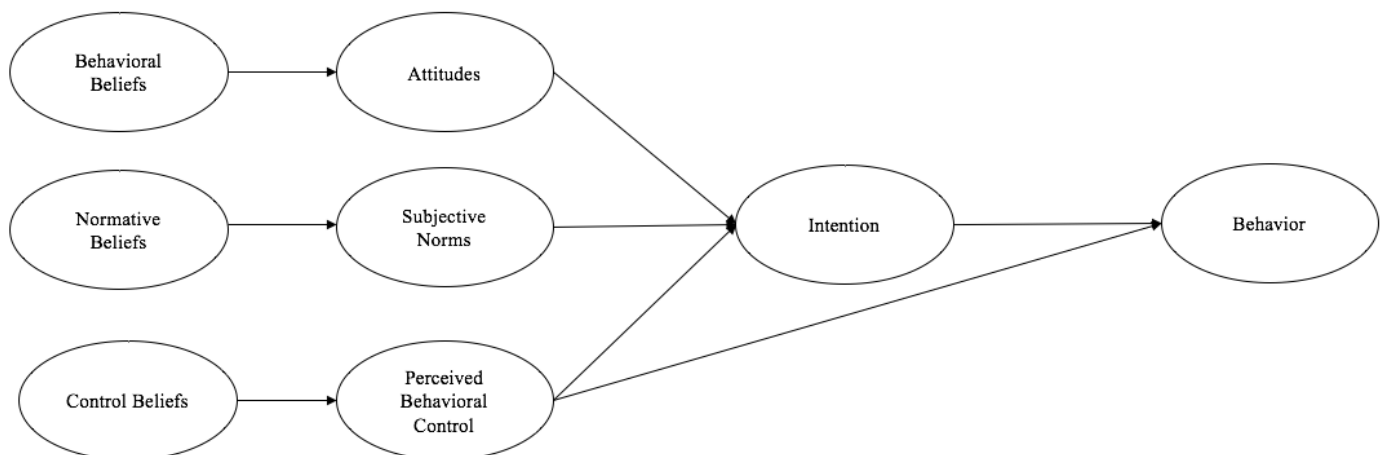 Behavioral
Beliefs
Attitudes
Normative
Beliefs
Subjective
Norms
Intention
Behavior
Control Beliefs
Perceived
Behavioral
Control